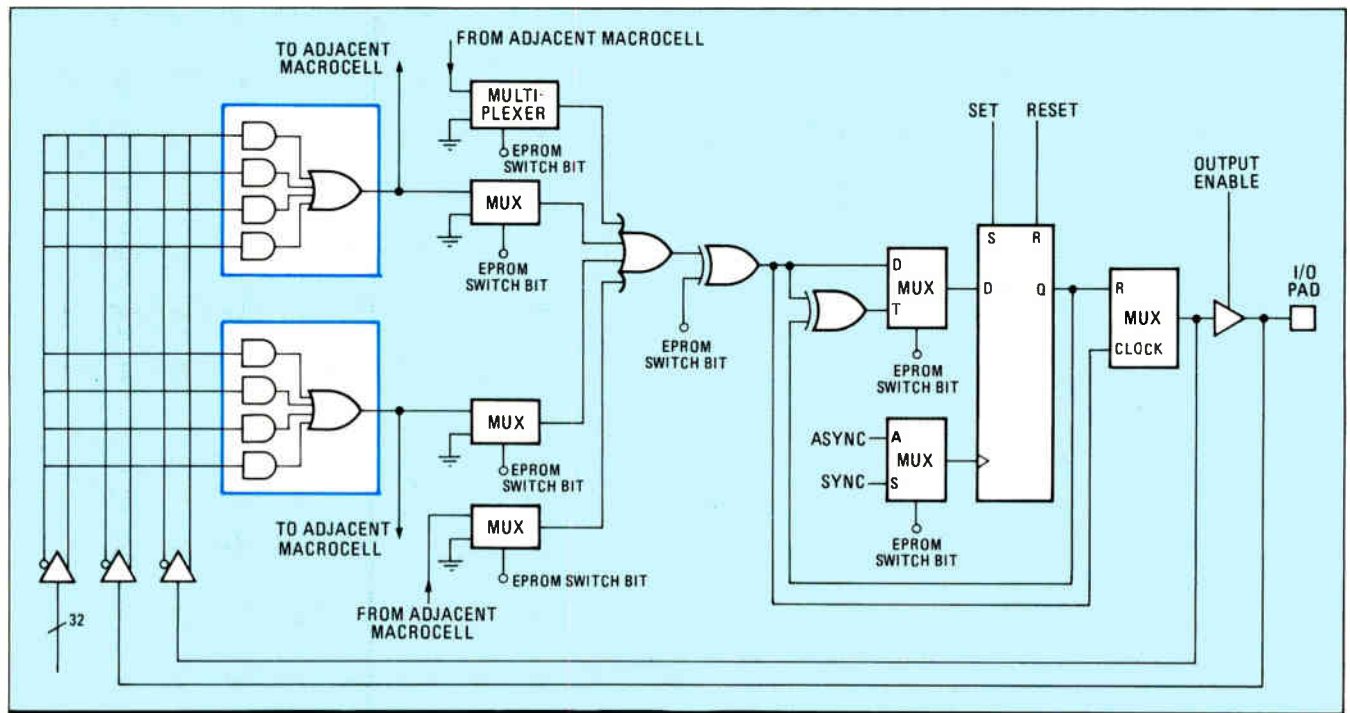 TO ADJACENT
MACROCELL
FROM ADJACENT MACROCELL
MULTI-
PLEXER
EPROM
SWITCH BIT
MUX
EPROM
SWITCH BIT
SET
RESET
OUTPUT
ENABLE
S
R
D
MUX
T
EPROM
SWITCH BIT
D
Q
R
MUX
CLOCK
I/O
PAD
EPROM
SWITCH BIT
MUX
EPROM
SWITCH BIT
ASYNC
A
MUX
SYNC
S
EPROM
SWITCH BIT
TO ADJACENT
MACROCELL
MUX
EPROM SWITCH BIT
FROM ADJACENT
MACROCELL
32